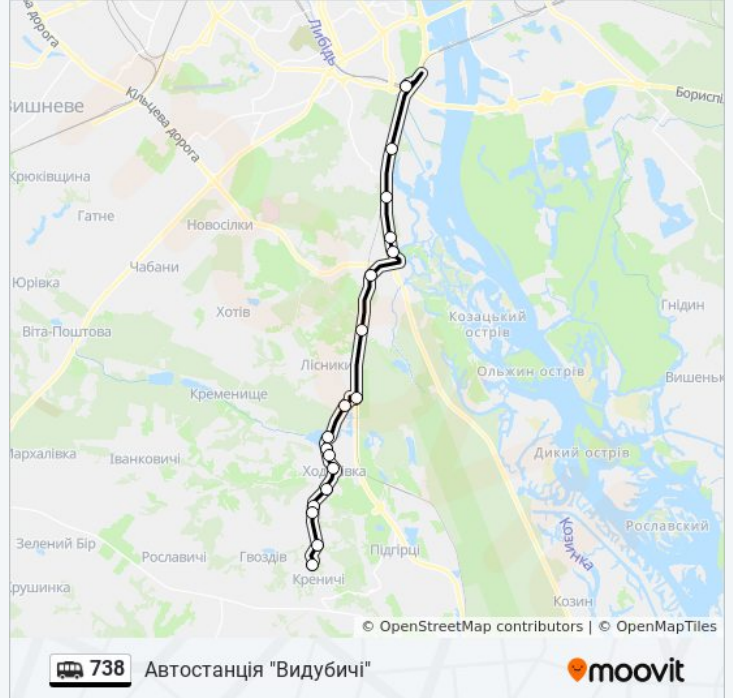 дорога
Либідь
Вишневе
Кільцева дорога
Бориспі
Крюківщина
Гатне
Новосілки
Чабани
Юрівка
Гнідин
Хотів
Козацький
острів
Віта-Поштова
Лісники
Ольжин острів
Вишеньк
Кременище
Мархалівка
Іванковичі
Дикий острів
Ходосівка
Козинка
Рославский
Зелений Бір
Рославичі
Гвоздів
Підгірці
Креничі
Крушинка
Козин
© OpenStreetMap contributors | © OpenMapTiles
738 Автостанція "Видубичі" moovit